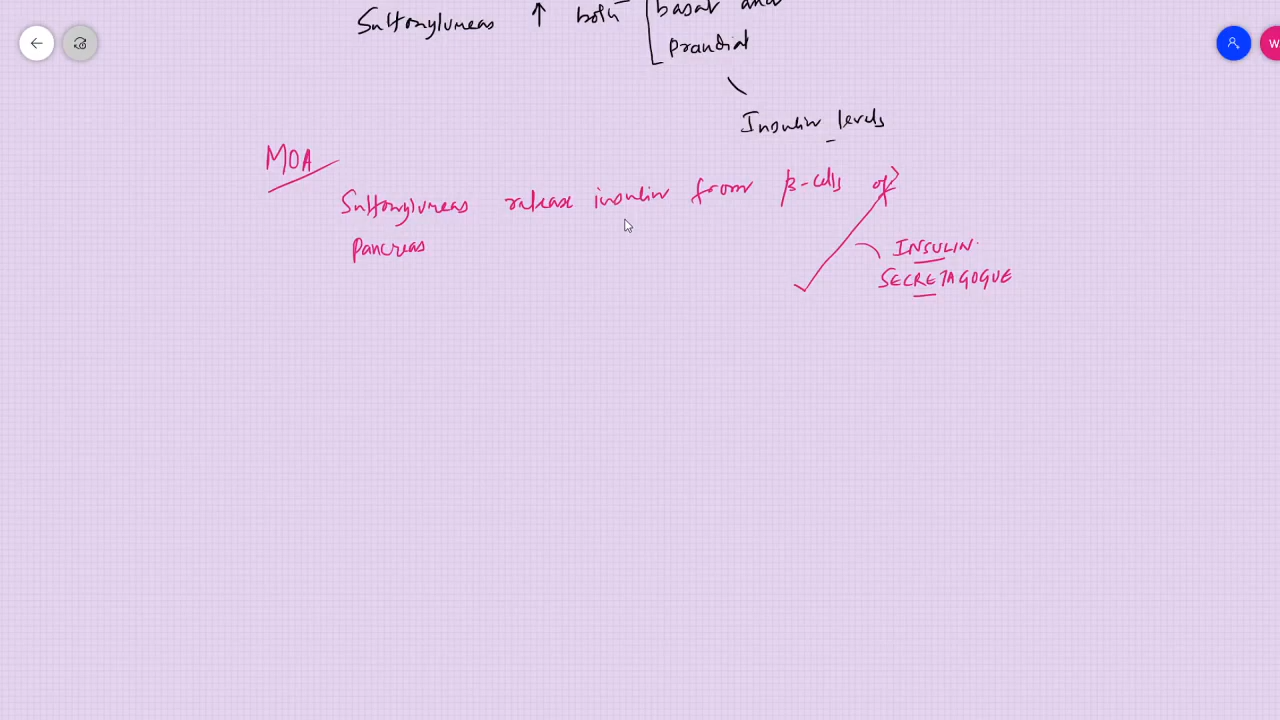 Sulfonylureas ↑ both basal and
prandial
Insulin levels
MOA
Sulfonylureas release insulin from β-cells of
Pancreas
INSULIN
SECRETAGOGUE
W